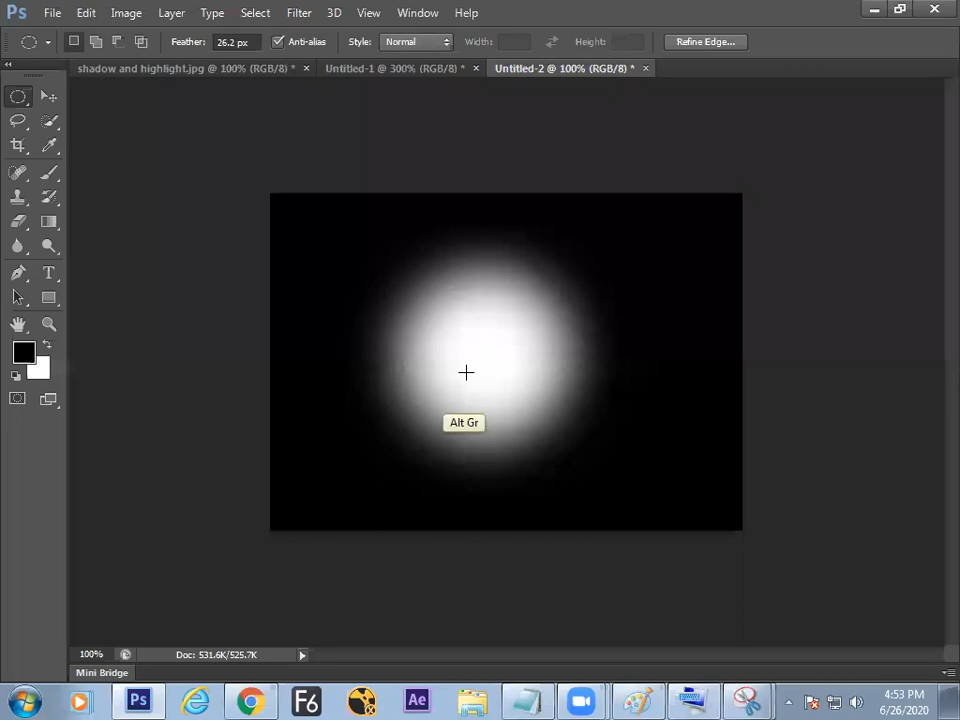 Ps File Edit Image Layer Type Select Filter 3D View Window Help
Feather: 26.2 px Anti-alias Style: Normal Width: Height: Refine Edge...
shadow and highlight.jpg @ 100% (RGB/8) * × Untitled-1 @ 300% (RGB/8) * × Untitled-2 @ 100% (RGB/8) * ×
T
Alt Gr
100% Doc: 531.6K/525.7K
Mini Bridge
Ps F6 Ae 4:53 PM
6/26/2020